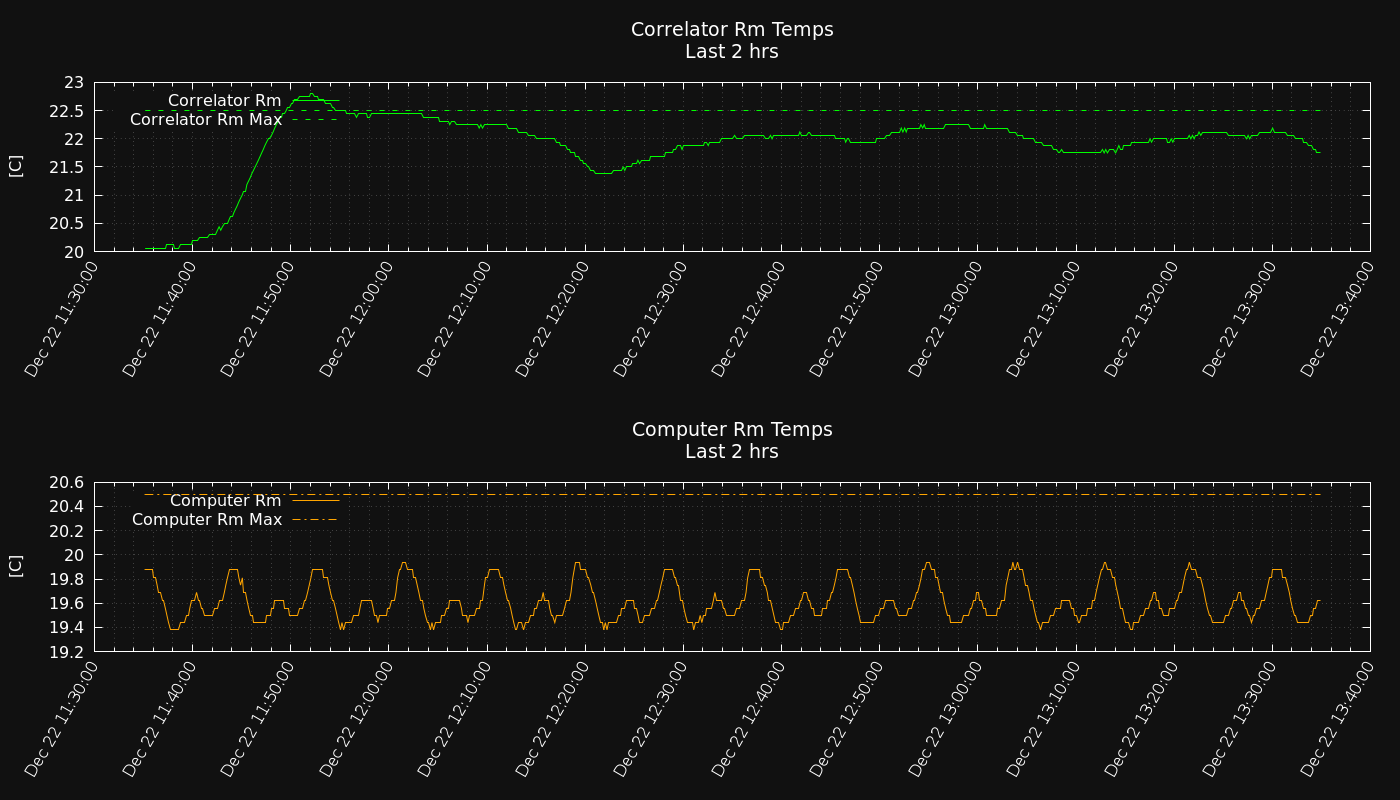 Correlator Rm Temps
Last 2 hrs
23
22.5
22
21.5
21
20.5
20
[C]
Correlator Rm
Correlator Rm Max
Dec 22 11:30:00
Dec 22 11:40:00
Dec 22 11:50:00
Dec 22 12:00:00
Dec 22 12:10:00
Dec 22 12:20:00
Dec 22 12:30:00
Dec 22 12:40:00
Dec 22 12:50:00
Dec 22 13:00:00
Dec 22 13:10:00
Dec 22 13:20:00
Dec 22 13:30:00
Dec 22 13:40:00
Computer Rm Temps
Last 2 hrs
20.6
20.4
20.2
20
19.8
19.6
19.4
19.2
[C]
Computer Rm
Computer Rm Max
Dec 22 11:30:00
Dec 22 11:40:00
Dec 22 11:50:00
Dec 22 12:00:00
Dec 22 12:10:00
Dec 22 12:20:00
Dec 22 12:30:00
Dec 22 12:40:00
Dec 22 12:50:00
Dec 22 13:00:00
Dec 22 13:10:00
Dec 22 13:20:00
Dec 22 13:30:00
Dec 22 13:40:00